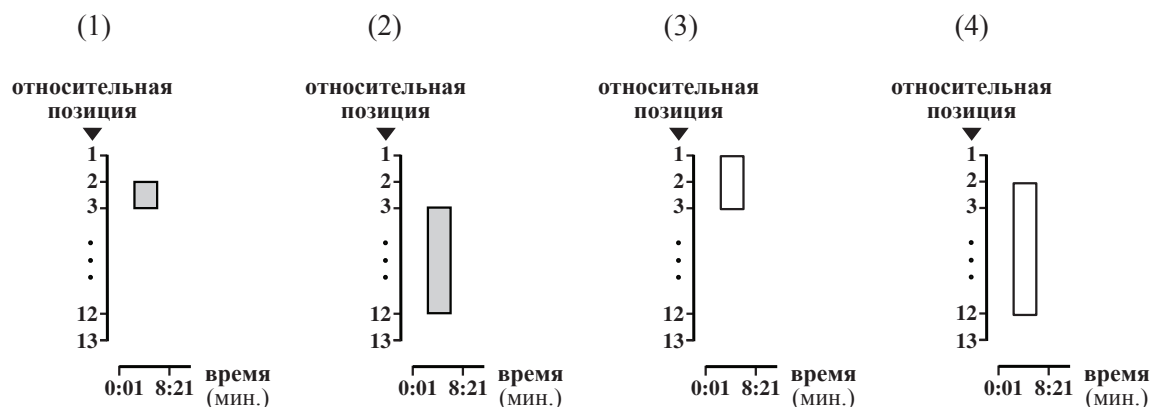 (1)
относительная
позиция
1
2
3
12
13
0:01 8:21 время
(мин.)
(2)
относительная
позиция
1
2
3
12
13
0:01 8:21 время
(мин.)
(3)
относительная
позиция
1
2
3
12
13
0:01 8:21 время
(мин.)
(4)
относительная
позиция
1
2
3
12
13
0:01 8:21 время
(мин.)